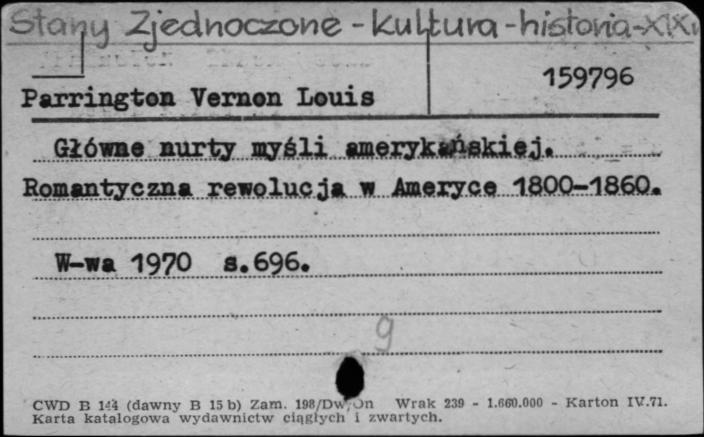 Stany Zjednoczone - kultura - historia - XIX w
159796
Parrington Vernon Louis
Główne nurty myśli amerykańskiej.
Romantyczna rewolucja w Ameryce 1800-1860.
W-wa 1970 s.696.
g
CWD B 144 (dawny B 15 b) Zam. 198/Dw/On Wrak 239 - 1.660.000 - Karton IV.71.
Karta katalogowa wydawnictw ciągłych i zwartych.